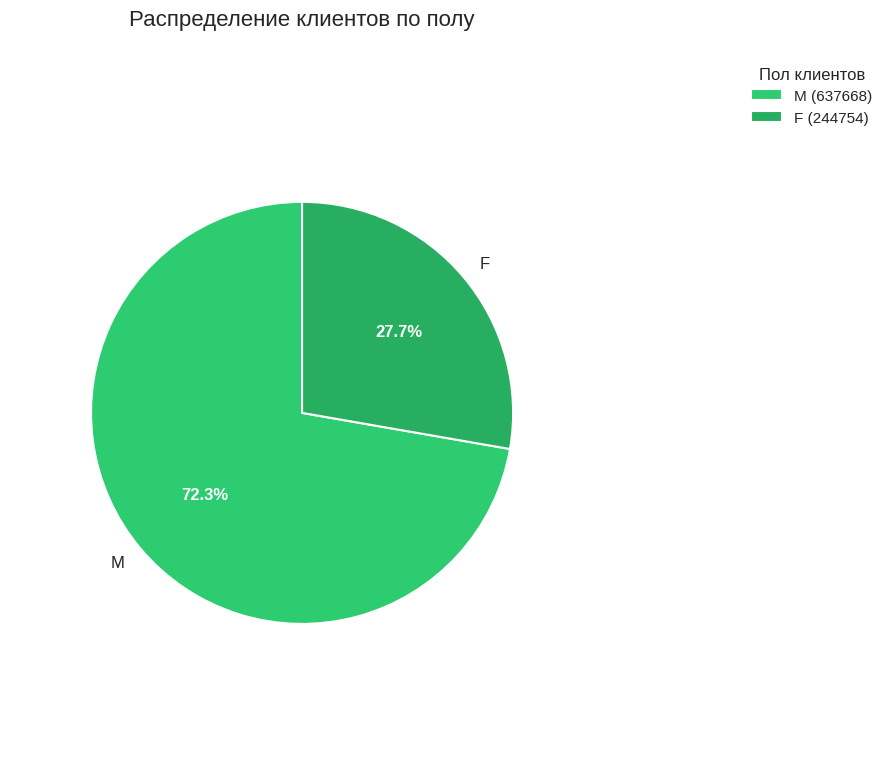 Распределение клиентов по полу
Пол клиентов
M (637668)
F (244754)
F
27.7%
72.3%
M